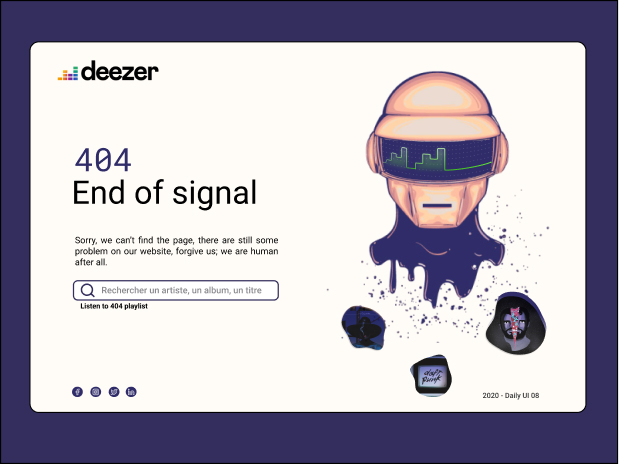 deezer
404
End of signal
Sorry, we can't find the page, there are still some
problem on our website, forgive us; we are human
after all.
Rechercher un artiste, un album, un titre
Listen to 404 playlist
daft
Punk
2020 - Daily UI 08